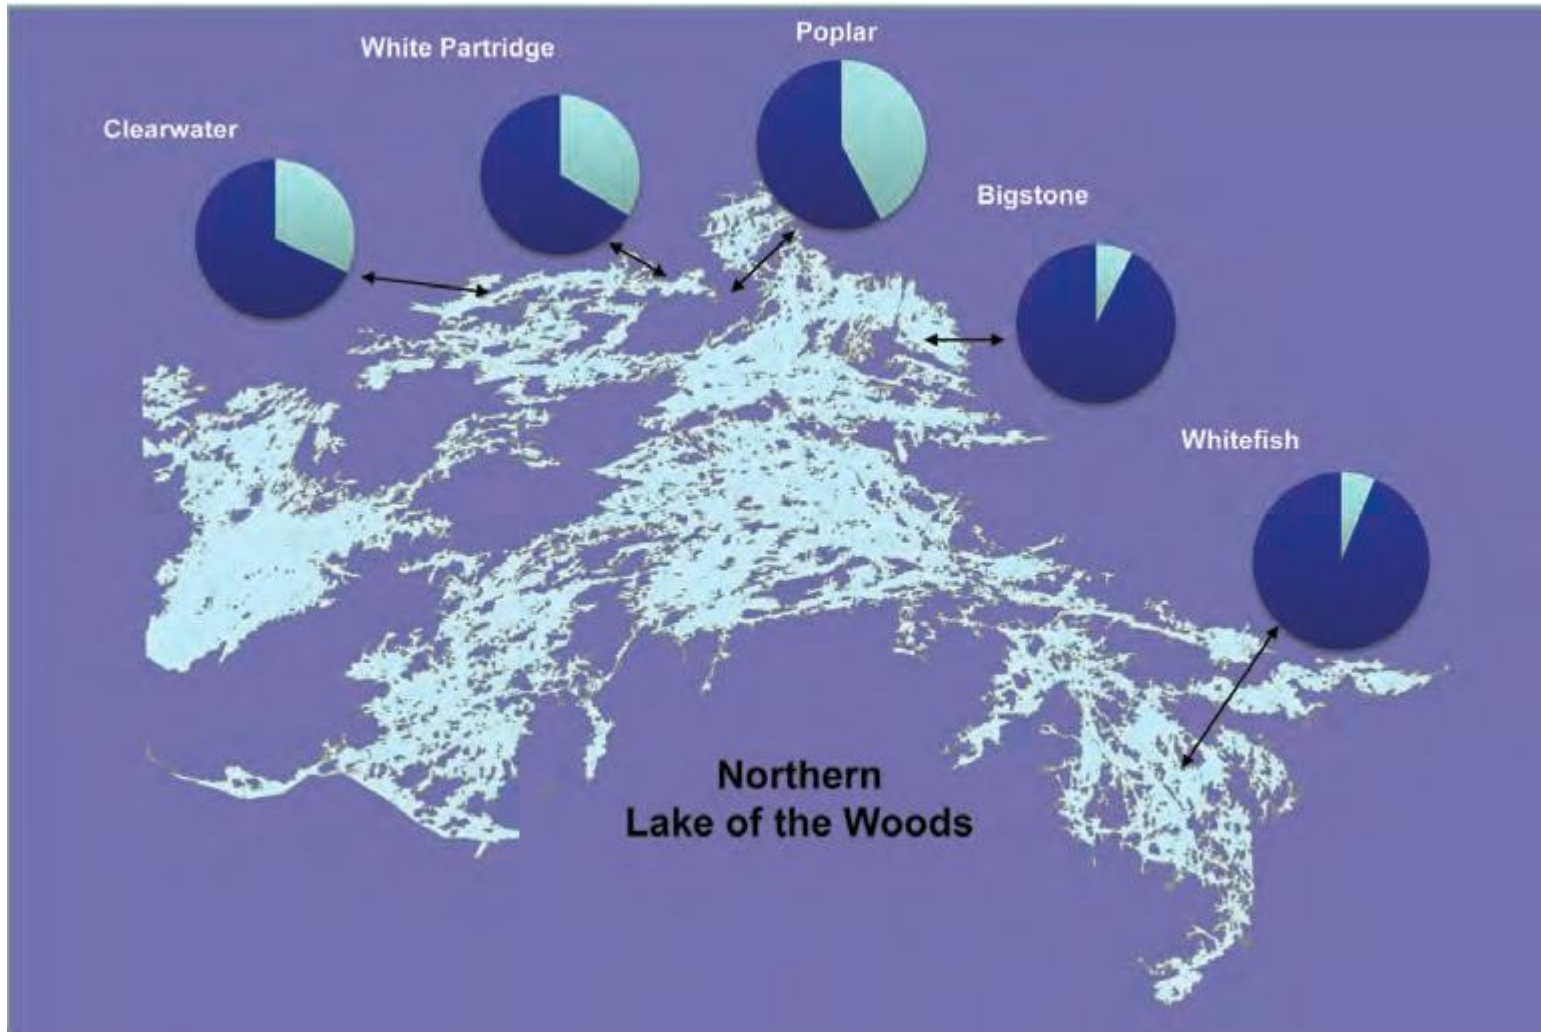 Poplar
White Partridge
Clearwater
Bigstone
Whitefish
Northern
Lake of the Woods